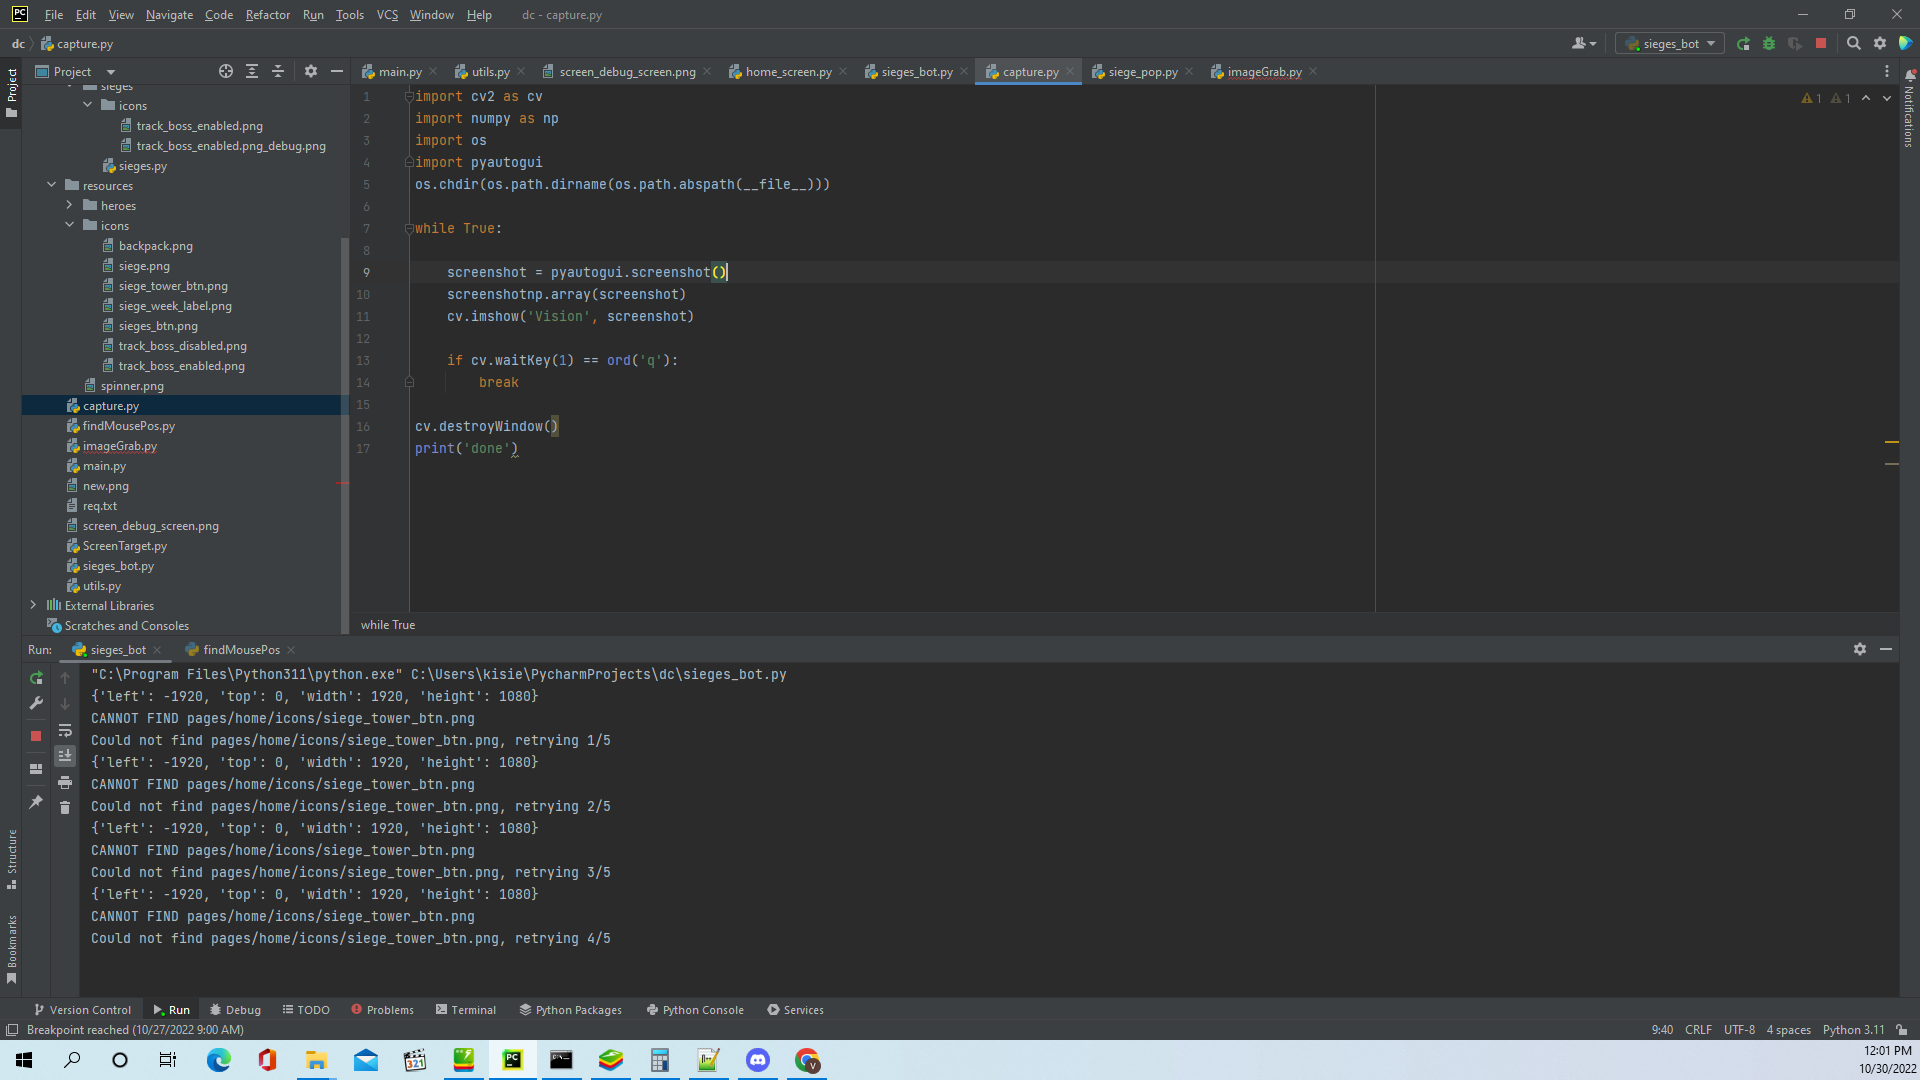 PC File Edit View Navigate Code Refactor Run Tools VCS Window Help dc - capture.py
dc capture.py sieges_bot
Project
Project
main.py utils.py screen_debug_screen.png home_screen.py sieges_bot.py capture.py siege_pop.py imageGrab.py
Notifications
sieges
icons
track_boss_enabled.png
track_boss_enabled.png_debug.png
sieges.py
resources
heroes
icons
backpack.png
siege.png
siege_tower_btn.png
siege_week_label.png
sieges_btn.png
track_boss_disabled.png
track_boss_enabled.png
spinner.png
capture.py
findMousePos.py
imageGrab.py
main.py
new.png
req.txt
screen_debug_screen.png
ScreenTarget.py
sieges_bot.py
utils.py
External Libraries
Scratches and Consoles
1 import cv2 as cv
2 import numpy as np
3 import os
4 import pyautogui
5 os.chdir(os.path.dirname(os.path.abspath(__file__)))
6
7 while True:
8
9 screenshot = pyautogui.screenshot()
10 screenshotnp.array(screenshot)
11 cv.imshow('Vision', screenshot)
12
13 if cv.waitKey(1) == ord('q'):
14 break
15
16 cv.destroyWindow()
17 print('done')
1 1
while True
Run: sieges_bot findMousePos
"C:\Program Files\Python311\python.exe" C:\Users\kisie\PycharmProjects\dc\sieges_bot.py
{'left': -1920, 'top': 0, 'width': 1920, 'height': 1080}
CANNOT FIND pages/home/icons/siege_tower_btn.png
Could not find pages/home/icons/siege_tower_btn.png, retrying 1/5
{'left': -1920, 'top': 0, 'width': 1920, 'height': 1080}
CANNOT FIND pages/home/icons/siege_tower_btn.png
Could not find pages/home/icons/siege_tower_btn.png, retrying 2/5
{'left': -1920, 'top': 0, 'width': 1920, 'height': 1080}
CANNOT FIND pages/home/icons/siege_tower_btn.png
Could not find pages/home/icons/siege_tower_btn.png, retrying 3/5
{'left': -1920, 'top': 0, 'width': 1920, 'height': 1080}
CANNOT FIND pages/home/icons/siege_tower_btn.png
Could not find pages/home/icons/siege_tower_btn.png, retrying 4/5
Structure
Bookmarks
Version Control Run Debug TODO Problems Terminal Python Packages Python Console Services
Breakpoint reached (10/27/2022 9:00 AM) 9:40 CRLF UTF-8 4 spaces Python 3.11
321 PC V
12:01 PM
10/30/2022